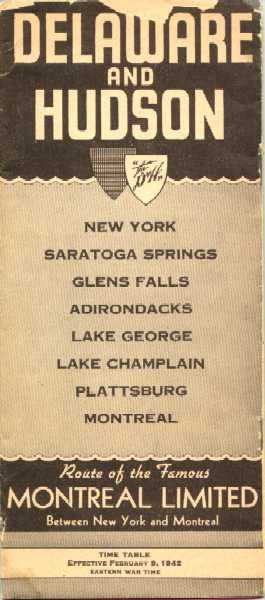 DELAWARE
AND
HUDSON
"The
D&H"
NEW YORK
SARATOGA SPRINGS
GLENS FALLS
ADIRONDACKS
LAKE GEORGE
LAKE CHAMPLAIN
PLATTSBURG
MONTREAL
Route of the Famous
MONTREAL LIMITED
Between New York and Montreal
TIME TABLE
EFFECTIVE FEBRUARY 9, 1942
EASTERN WAR TIME